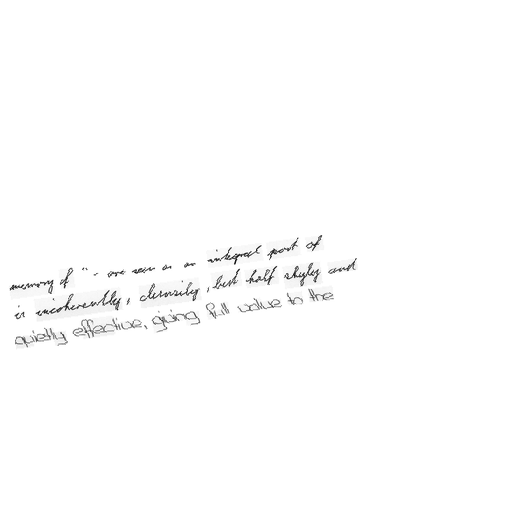 memory of " - are seen as an integral part of
is incoherently, clumsily, but half shyly and
quietly effective, giving full value to the